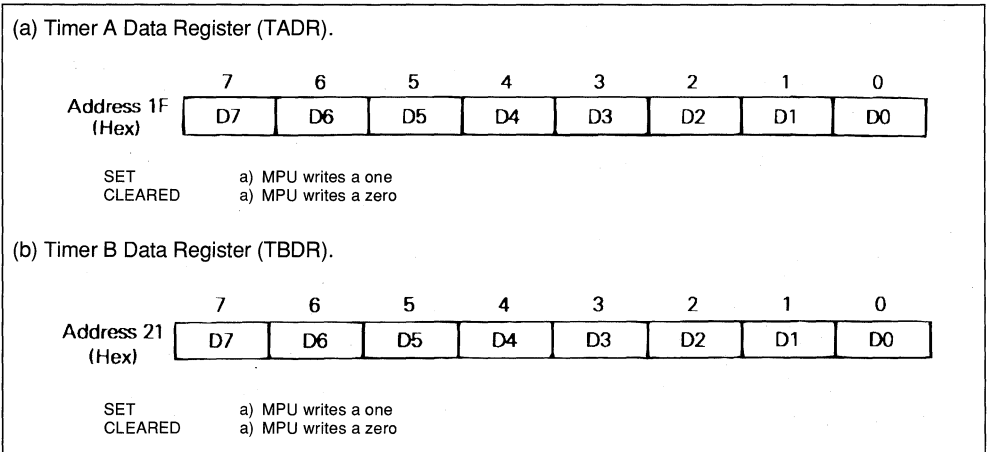 (a) Timer A Data Register (TADR).
7 6 5 4 3 2 1 0
Address 1F
(Hex)
D7 D6 D5 D4 D3 D2 D1 D0
SET a) MPU writes a one
CLEARED a) MPU writes a zero
(b) Timer B Data Register (TBDR).
7 6 5 4 3 2 1 0
Address 21
(Hex)
D7 D6 D5 D4 D3 D2 D1 D0
SET a) MPU writes a one
CLEARED a) MPU writes a zero